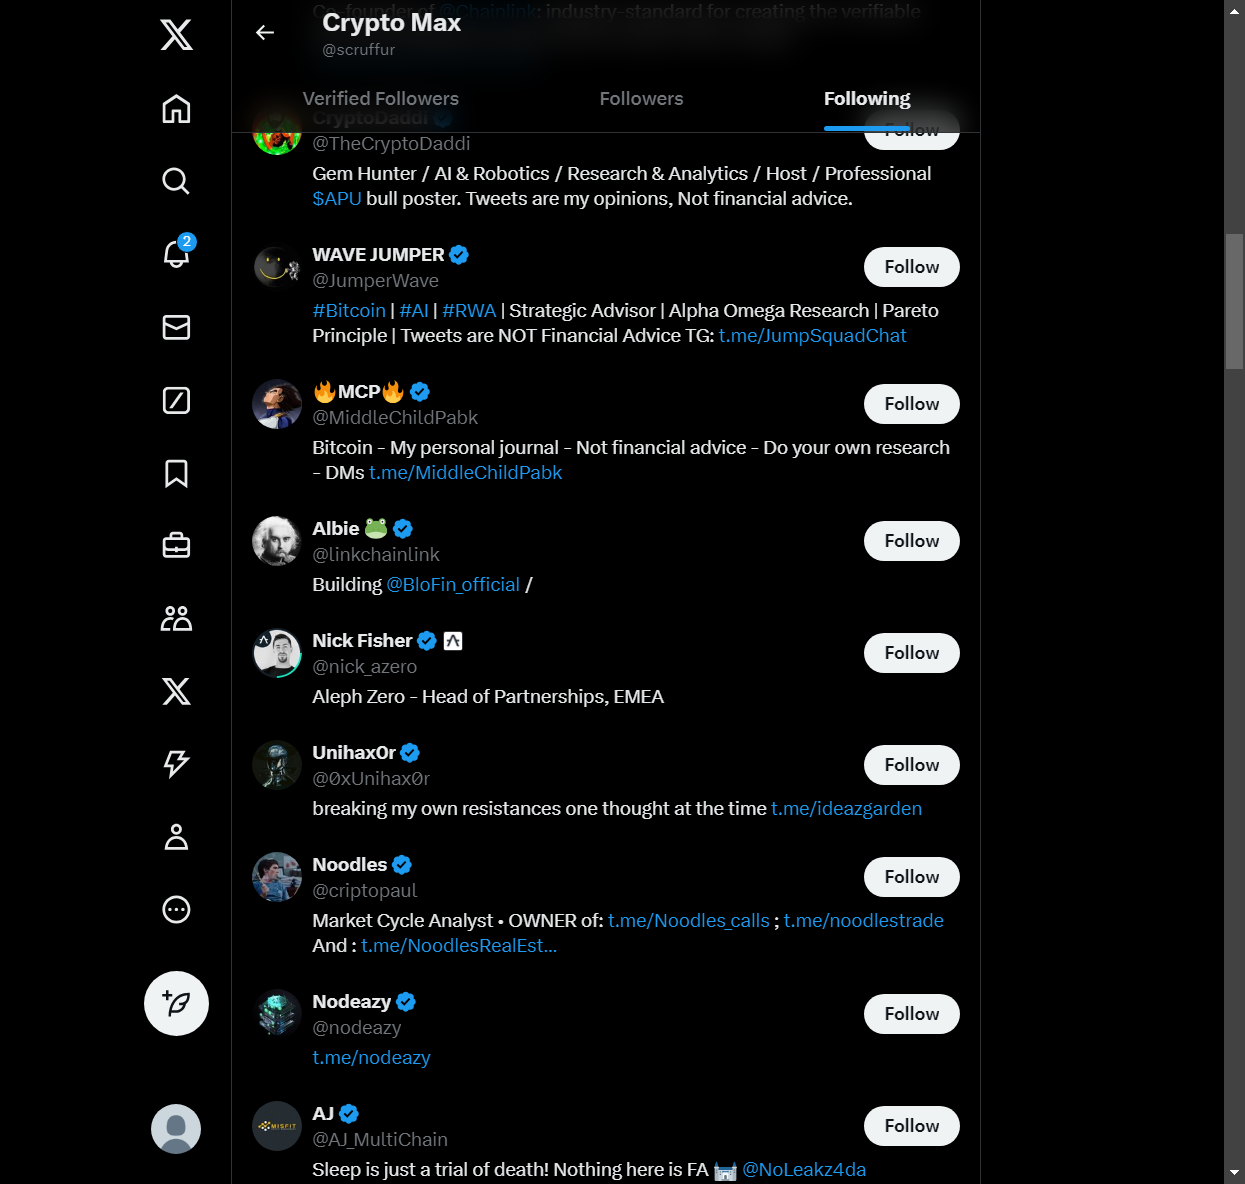 Co-founder of @Chainlink: industry-standard for creating the verifiable
Crypto Max
@scruffur
Verified Followers
Followers
Following
CryptoDaddi
Follow
@TheCryptoDaddi
Gem Hunter / AI & Robotics / Research & Analytics / Host / Professional
$APU bull poster. Tweets are my opinions, Not financial advice.
2
WAVE JUMPER
Follow
@JumperWave
#Bitcoin | #AI | #RWA | Strategic Advisor | Alpha Omega Research | Pareto
Principle | Tweets are NOT Financial Advice TG: t.me/JumpSquadChat
🔥MCP🔥
Follow
@MiddleChildPabk
Bitcoin - My personal journal - Not financial advice - Do your own research
- DMs t.me/MiddleChildPabk
Albie 🐸
Follow
@linkchainlink
Building @BloFin_official /
Nick Fisher
Follow
@nick_azero
Aleph Zero - Head of Partnerships, EMEA
Unihax0r
Follow
@0xUnihax0r
breaking my own resistances one thought at the time t.me/ideazgarden
Noodles
Follow
@criptopaul
Market Cycle Analyst • OWNER of: t.me/Noodles_calls ; t.me/noodlestrade
And : t.me/NoodlesRealEst...
Nodeazy
Follow
@nodeazy
t.me/nodeazy
AJ
MISFIT
Follow
@AJ_MultiChain
Sleep is just a trial of death! Nothing here is FA 🏰 @NoLeakz4da